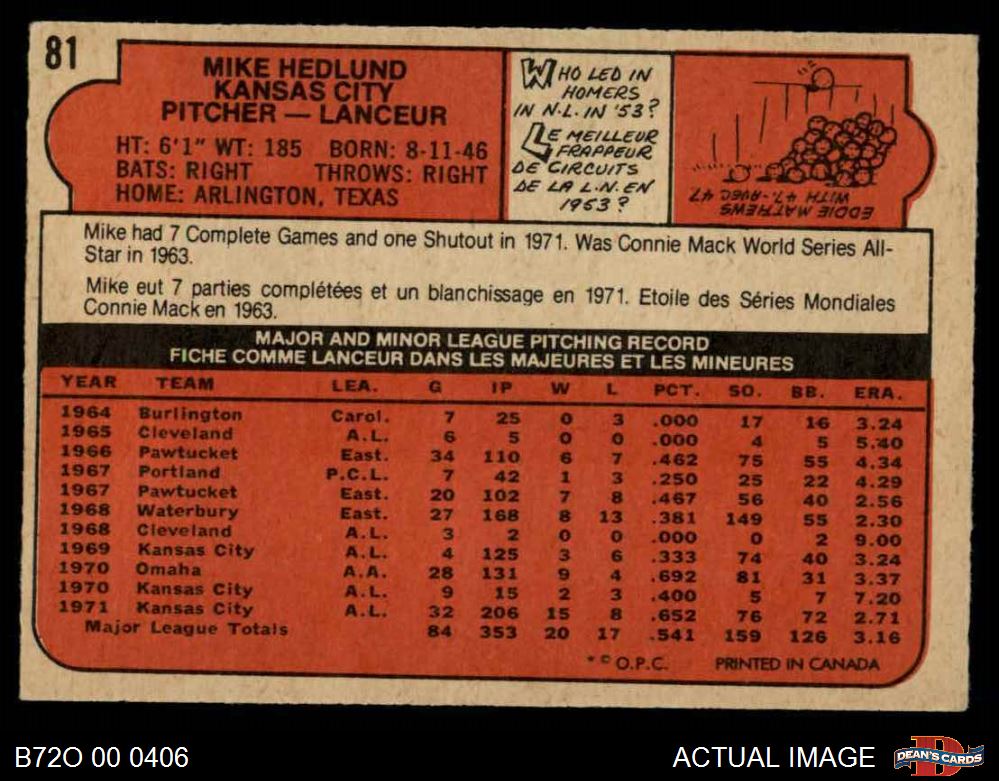 81
MIKE HEDLUND
KANSAS CITY
PITCHER — LANCEUR
HT: 6'1" WT: 185 BORN: 8-11-46
BATS: RIGHT THROWS: RIGHT
HOME: ARLINGTON, TEXAS
WHO LED IN
HOMERS
IN N.L. IN '53?
LE MEILLEUR
FRAPPEUR
DE CIRCUITS
DE LA L.N. EN
1953?
EDDIE MATHEWS
WITH 47.-AVEC 47
Mike had 7 Complete Games and one Shutout in 1971. Was Connie Mack World Series All-
Star in 1963.
Mike eut 7 parties complétées et un blanchissage en 1971. Etoile des Séries Mondiales
Connie Mack en 1963.
MAJOR AND MINOR LEAGUE PITCHING RECORD
FICHE COMME LANCEUR DANS LES MAJEURES ET LES MINEURES
YEAR TEAM LEA. G IP W L PCT. SO. BB. ERA.
1964 Burlington Carol. 7 25 0 3 .000 17 16 3.24
1965 Cleveland A.L. 6 5 0 0 .000 4 5 5.40
1966 Pawtucket East. 34 110 6 7 .462 75 55 4.34
1967 Portland P.C.L. 7 42 1 3 .250 25 22 4.29
1967 Pawtucket East. 20 102 7 8 .467 56 40 2.56
1968 Waterbury East. 27 168 8 13 .381 149 55 2.30
1968 Cleveland A.L. 3 2 0 0 .000 0 2 9.00
1969 Kansas City A.L. 4 125 3 6 .333 74 40 3.24
1970 Omaha A.A. 28 131 9 4 .692 81 31 3.37
1970 Kansas City A.L. 9 15 2 3 .400 5 7 7.20
1971 Kansas City A.L. 32 206 15 8 .652 76 72 2.71
Major League Totals 84 353 20 17 .541 159 126 3.16
* © O.P.C. PRINTED IN CANADA
B72O 00 0406
ACTUAL IMAGE
D
DEAN'S CARDS